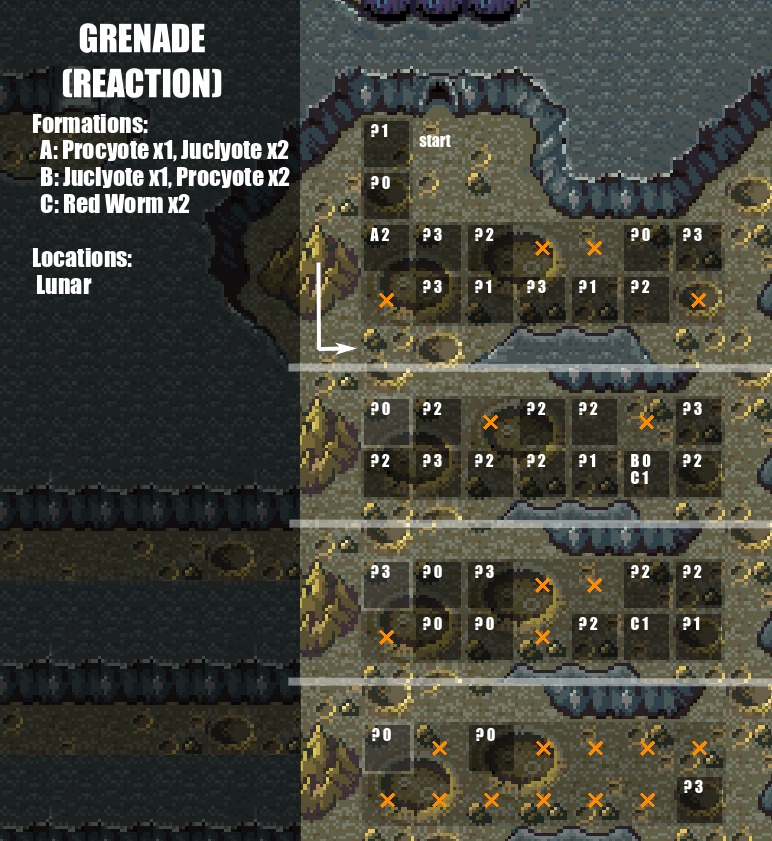 GRENADE
(REACTION)
Formations:
A: Procyote x1, Juclyote x2
B: Juclyote x1, Procyote x2
C: Red Worm x2
Locations:
Lunar
?1 start
?0
A2 ?3 ?2 ?0 ?3
?3 ?1 ?3 ?1 ?2
?0 ?2 ?2 ?2 ?3
?2 ?3 ?2 ?2 ?1 B0 ?2
C1
?3 ?0 ?3 ?2 ?2
?0 ?0 ?2 C1 ?1
?0 ?0
?3